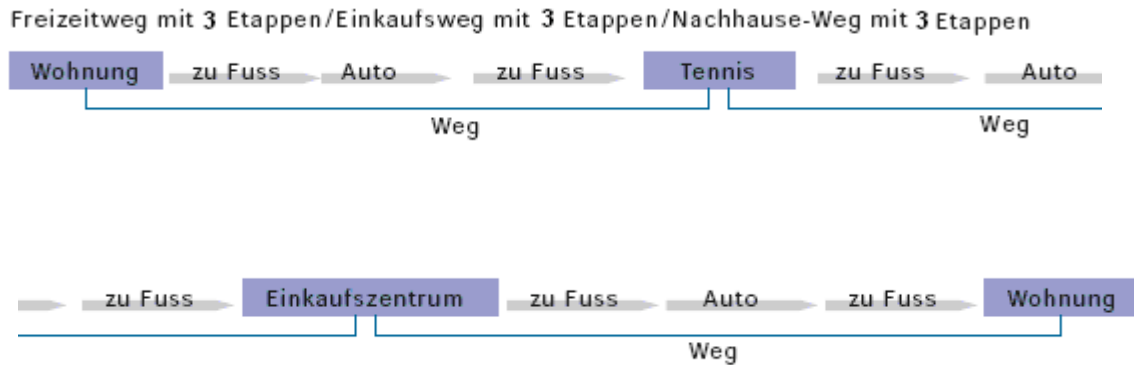 Freizeitweg mit 3 Etappen/Einkaufsweg mit 3 Etappen/Nachhause-Weg mit 3 Etappen
Wohnung zu Fuss Auto zu Fuss Tennis zu Fuss Auto
Weg Weg
zu Fuss Einkaufszentrum zu Fuss Auto zu Fuss Wohnung
Weg